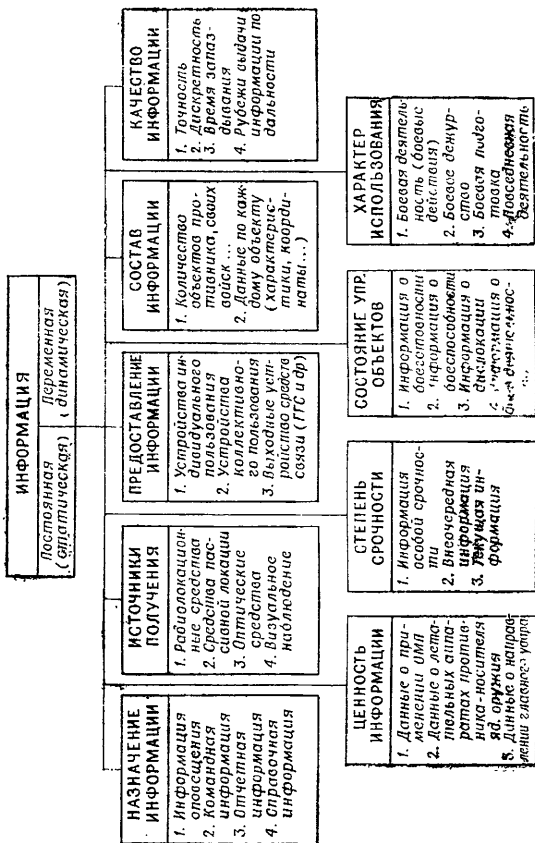 ИНФОРМАЦИЯ
Постоянная
(статическая)
Переменная
(динамическая)
НАЗНАЧЕНИЕ
ИНФОРМАЦИИ
1. Информация
оповещения
2. Командная
информация
3. Отчетная
информация
4. Справочная
информация
ИСТОЧНИКИ
ПОЛУЧЕНИЯ
1. Радиолокацион-
ные средства
2. Средства пас-
сивной локации
3. Оптические
средства
4. Визуальное
наблюдение
ПРЕДОСТАВЛЕНИЕ
ИНФОРМАЦИИ
1. Устройства ин-
дивидуального
пользования
2. Устройства
коллективно-
го пользования
3. Выходные уст-
ройство средств
связи (ГГС и др)
СОСТАВ
ИНФОРМАЦИИ
1. Количество
объектов про-
тивника, своих
войск ...
2. Данные по каж-
дому объекту
(характерис-
тики, коорди-
наты ...)
КАЧЕСТВО
ИНФОРМАЦИИ
1. Точность
2. Дискретность
3. Время запаз-
дывания
4. Рубежи выдачи
информации по
дальности
ЦЕННОСТЬ
ИНФОРМАЦИИ
1. Данные о при-
менении ОМП
2. Данные о лета-
тельных аппа-
ратах против-
ника-носителя
яд. оружия
3. Данные о направ-
лении главного удара
СТЕПЕНЬ
СРОЧНОСТИ
1. Информация
особой срочнос-
ти
2. Внеочередная
информация
3. Текущая ин-
формация
СОСТОЯНИЕ УПР.
ОБЪЕКТОВ
1. Информация о
боеготовности
2. Информация о
боеспособности
3. Информация о
дислокации
4. Информация о
ХАРАКТЕР
ИСПОЛЬЗОВАНИЯ
1. Боевая деятель-
ность (боевые
действия)
2. Боевое дежур-
ство
3. Боевая подго-
товка
4. Повседневная
деятельность